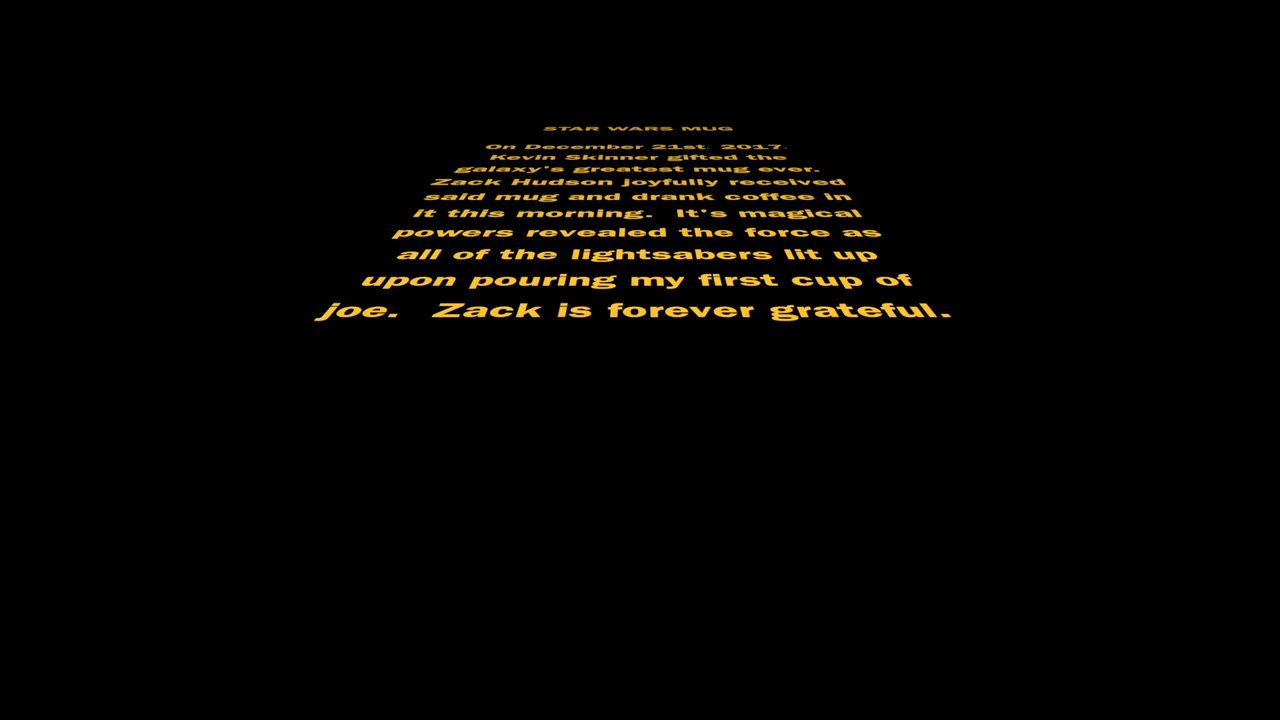 STAR WARS MUG
On December 21st, 2017,
Kevin Skinner gifted the
galaxy's greatest mug ever.
Zack Hudson joyfully received
said mug and drank coffee in
it this morning.  It's magical
powers revealed the force as
all of the lightsabers lit up
upon pouring my first cup of
joe.  Zack is forever grateful.